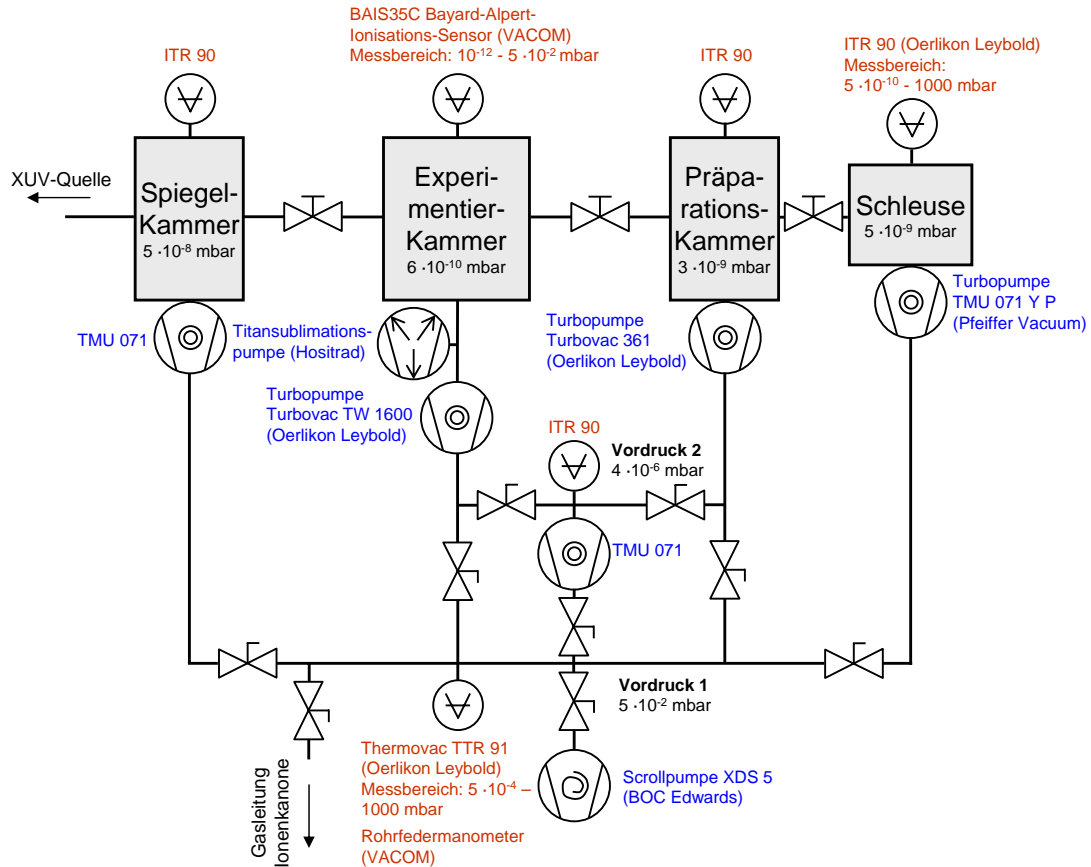 BAIS35C Bayard-Alpert-
Ionisations-Sensor (VACOM)
Messbereich: 10⁻¹² - 5 ·10⁻² mbar
ITR 90
ITR 90
ITR 90 (Oerlikon Leybold)
Messbereich:
5 ·10⁻¹⁰ - 1000 mbar
XUV-Quelle
Spiegel-
Kammer
5 ·10⁻⁸ mbar
Experi-
mentier-
Kammer
6 ·10⁻¹⁰ mbar
Präpa-
rations-
Kammer
3 ·10⁻⁹ mbar
Schleuse
5 ·10⁻⁹ mbar
TMU 071
Titansublimations-
pumpe (Hositrad)
Turbopumpe
Turbovac 361
(Oerlikon Leybold)
Turbopumpe
TMU 071 Y P
(Pfeiffer Vacuum)
Turbopumpe
Turbovac TW 1600
(Oerlikon Leybold)
ITR 90
Vordruck 2
4 ·10⁻⁶ mbar
TMU 071
Vordruck 1
5 ·10⁻² mbar
Gasleitung
Ionenkanone
Thermovac TTR 91
(Oerlikon Leybold)
Messbereich: 5 ·10⁻⁴ –
1000 mbar
Rohrfedermanometer
(VACOM)
Scrollpumpe XDS 5
(BOC Edwards)